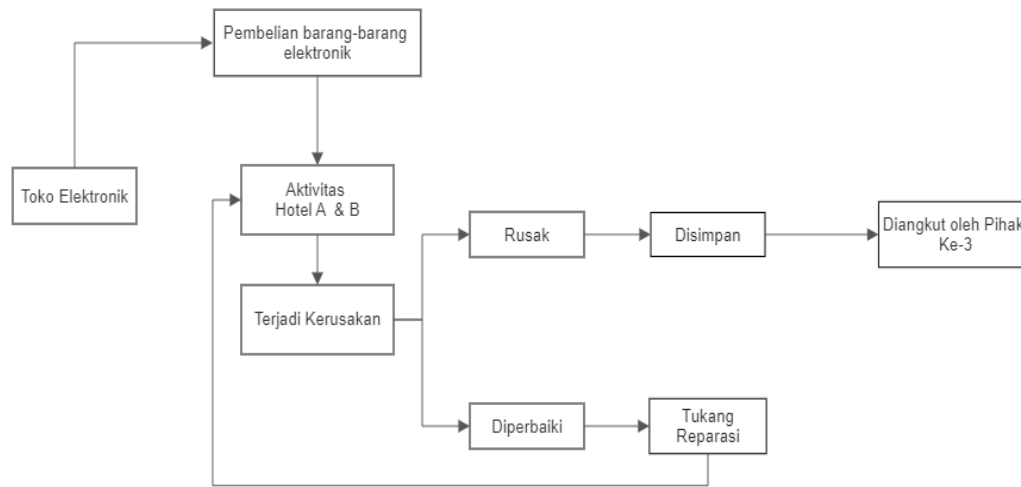 Pembelian barang-barang
elektronik
Toko Elektronik
Aktivitas
Hotel A & B
Terjadi Kerusakan
Rusak
Disimpan
Diangkut oleh Pihak
Ke-3
Diperbaiki
Tukang
Reparasi